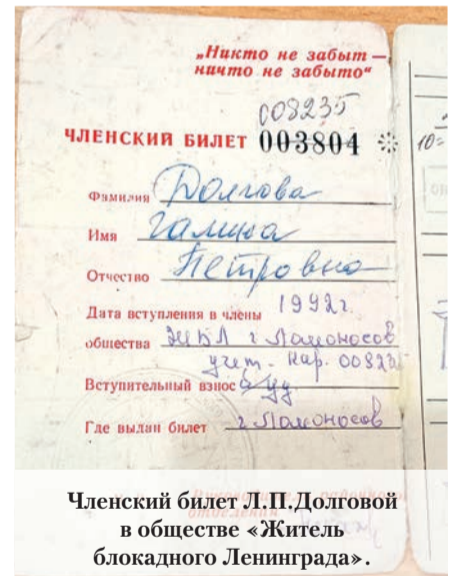 „Никто не забыт —
ничто не забыто“
008235
ЧЛЕНСКИЙ БИЛЕТ 003804
10=
Фамилия Долгова
Имя Галина
Отчество Петровна
Дата вступления в члены 1992г.
общества ЖБЛ г Ломоносов
учет. кар. 00823
Вступительный взнос
Где выдан билет г. Ломоносов
Членский билет Л.П.Долговой
в обществе «Житель
блокадного Ленинграда».